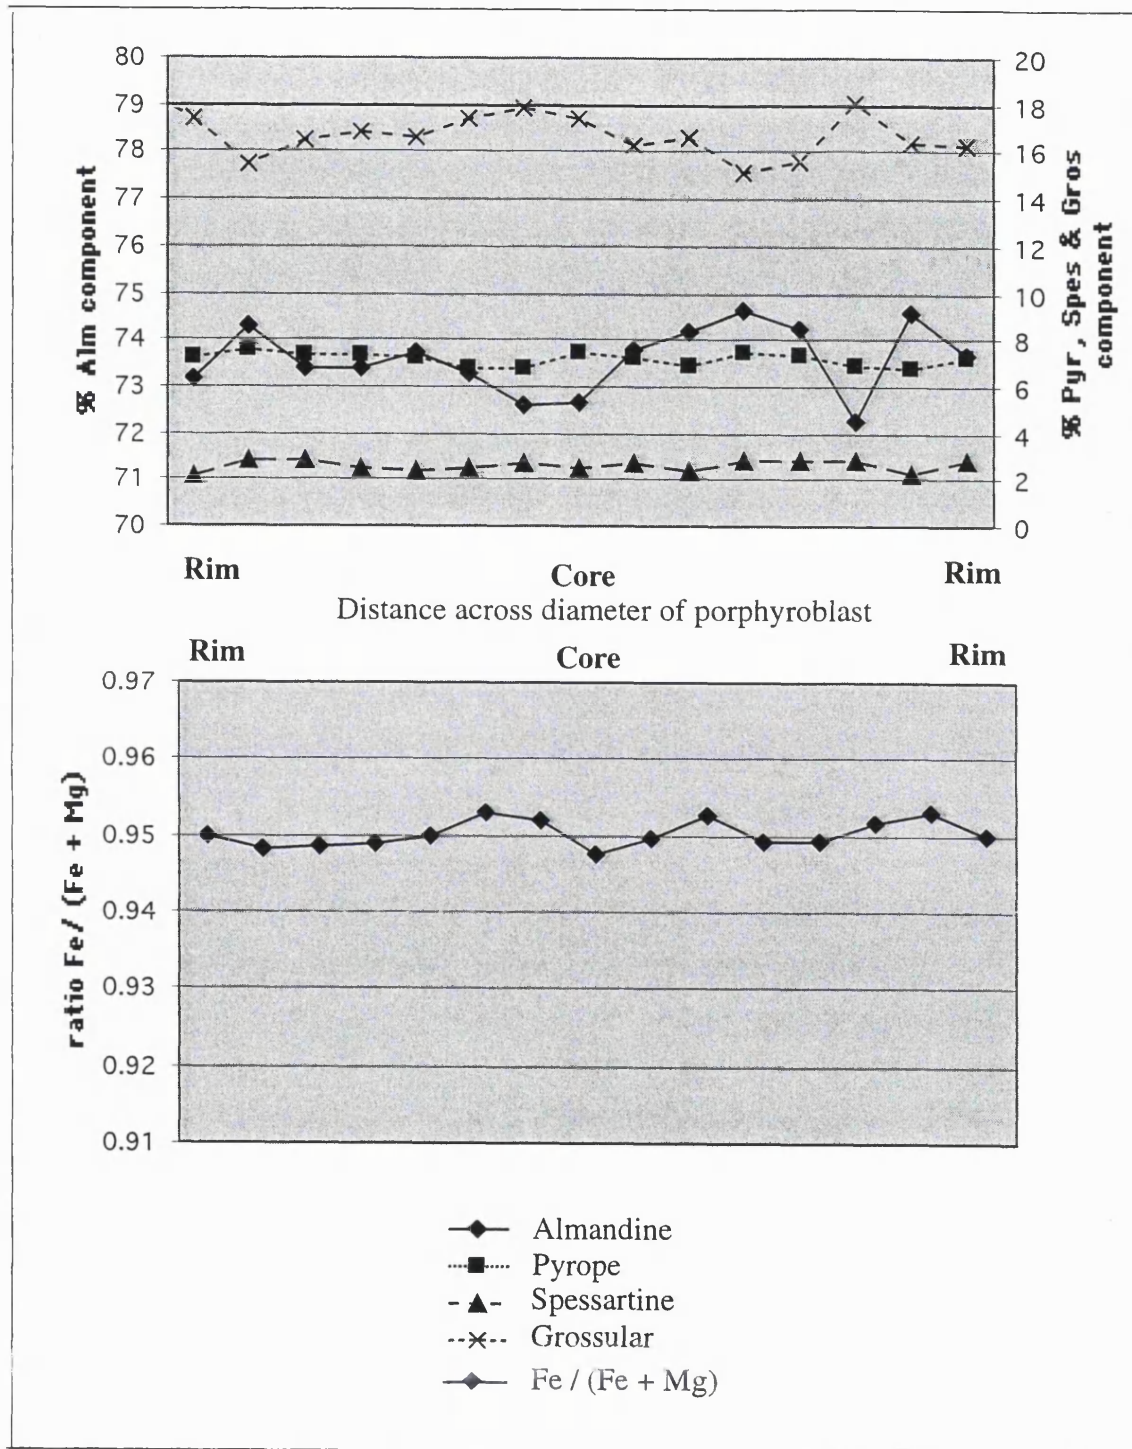 80
79
78
77
76
75
74
73
72
71
70
% Alm component
20
18
16
14
12
10
8
6
4
2
0
% Pyr, Spes & Gros
component
Rim Core Rim
Distance across diameter of porphyroblast
Rim Core Rim
0.97
0.96
0.95
0.94
0.93
0.92
0.91
ratio Fe/ (Fe + Mg)
Almandine
Pyrope
Spessartine
Grossular
Fe / (Fe + Mg)